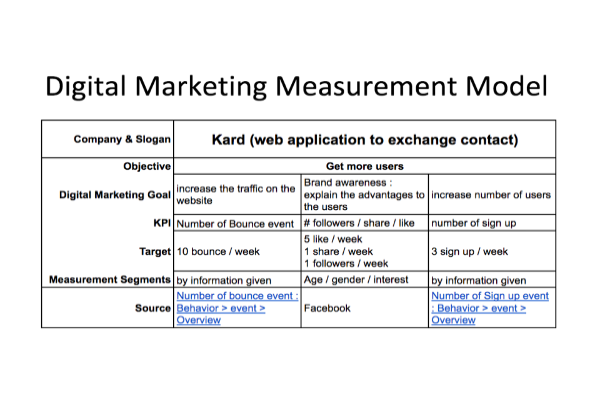 Digital Marketing Measurement Model
Company & Slogan Kard (web application to exchange contact)
Objective Get more users
Digital Marketing Goal
increase the traffic on the
website
Brand awareness :
explain the advantages to
the users
increase number of users
KPI Number of Bounce event # followers / share / like number of sign up
Target 10 bounce / week
5 like / week
1 share / week
1 followers / week
3 sign up / week
Measurement Segments by information given Age / gender / interest by information given
Source
Number of bounce event :
Behavior > event >
Overview
Facebook
Number of Sign up event
: Behavior > event >
Overview